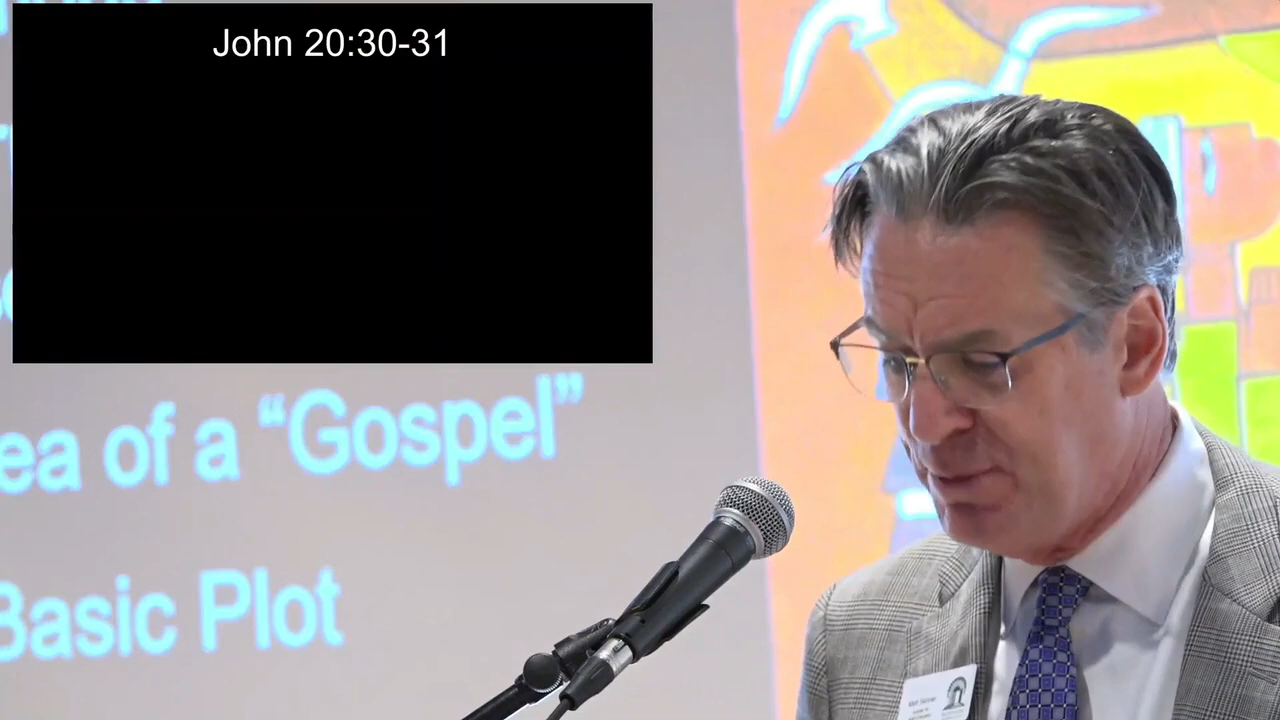 John 20:30-31
ea of a “Gospel”
Basic Plot